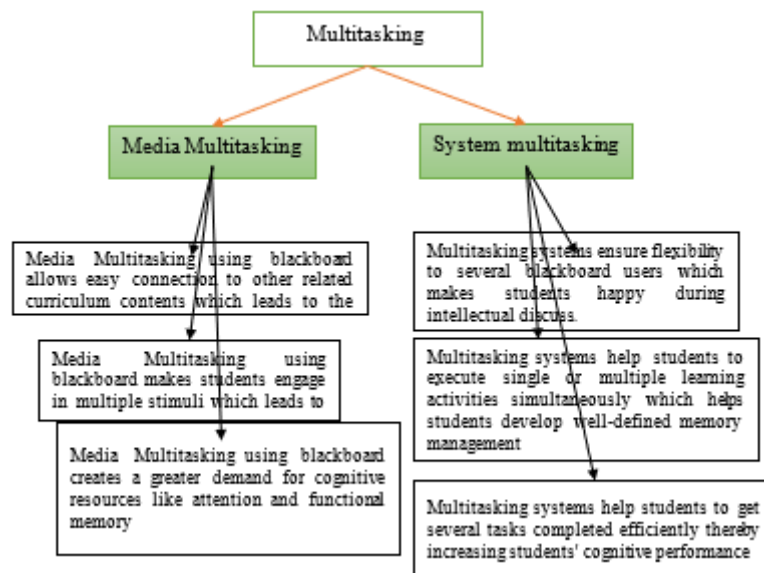 Multitasking
Media Multitasking
System multitasking
Media Multitasking using blackboard
allows easy connection to other related
curriculum contents which leads to the
Media Multitasking using
blackboard makes students engage
in multiple stimuli which leads to
Media Multitasking using blackboard
creates a greater demand for cognitive
resources like attention and functional
memory
Multitasking systems ensure flexibility
to several blackboard users which
makes students happy during
intellectual discuss.
Multitasking systems help students to
execute single or multiple learning
activities simultaneously which helps
students develop well-defined memory
management
Multitasking systems help students to get
several tasks completed efficiently thereby
increasing students' cognitive performance